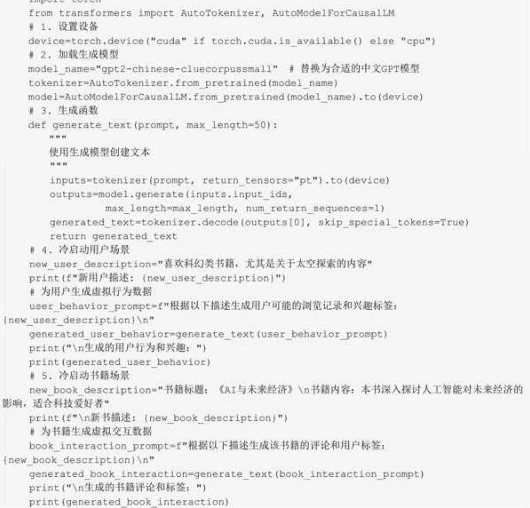 import torch
from transformers import AutoTokenizer, AutoModelForCausalLM
# 1. 设置设备
device=torch.device("cuda" if torch.cuda.is_available() else "cpu")
# 2. 加载生成模型
model_name="gpt2-chinese-cluecorpussmall"  # 替换为合适的中文GPT模型
tokenizer=AutoTokenizer.from_pretrained(model_name)
model=AutoModelForCausalLM.from_pretrained(model_name).to(device)
# 3. 生成函数
def generate_text(prompt, max_length=50):
"""
使用生成模型创建文本
"""
inputs=tokenizer(prompt, return_tensors="pt").to(device)
outputs=model.generate(inputs.input_ids,
max_length=max_length, num_return_sequences=1)
generated_text=tokenizer.decode(outputs[0], skip_special_tokens=True)
return generated_text
# 4. 冷启动用户场景
new_user_description="喜欢科幻类书籍，尤其是关于太空探索的内容"
print(f"新用户描述: {new_user_description}")
# 为用户生成虚拟行为数据
user_behavior_prompt=f"根据以下描述生成用户可能的浏览记录和兴趣标签：
{new_user_description}\n"
generated_user_behavior=generate_text(user_behavior_prompt)
print("\n生成的用户行为和兴趣：")
print(generated_user_behavior)
# 5. 冷启动书籍场景
new_book_description="书籍标题：《AI与未来经济》\n书籍内容：本书深入探讨人工智能对未来经济的
影响，适合科技爱好者"
print(f"\n新书描述: {new_book_description}")
# 为书籍生成虚拟交互数据
book_interaction_prompt=f"根据以下描述生成该书籍的评论和用户标签：
{new_book_description}\n"
generated_book_interaction=generate_text(book_interaction_prompt)
print("\n生成的书籍评论和标签：")
print(generated_book_interaction)